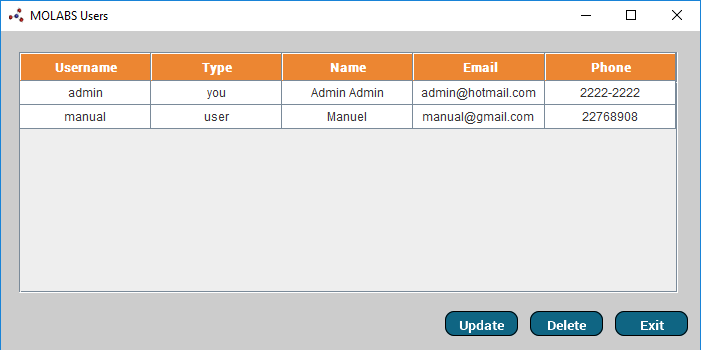 MOLABS Users
Username Type Name Email Phone
admin you Admin Admin admin@hotmail.com 2222-2222
manual user Manuel manual@gmail.com 22768908
Update Delete Exit